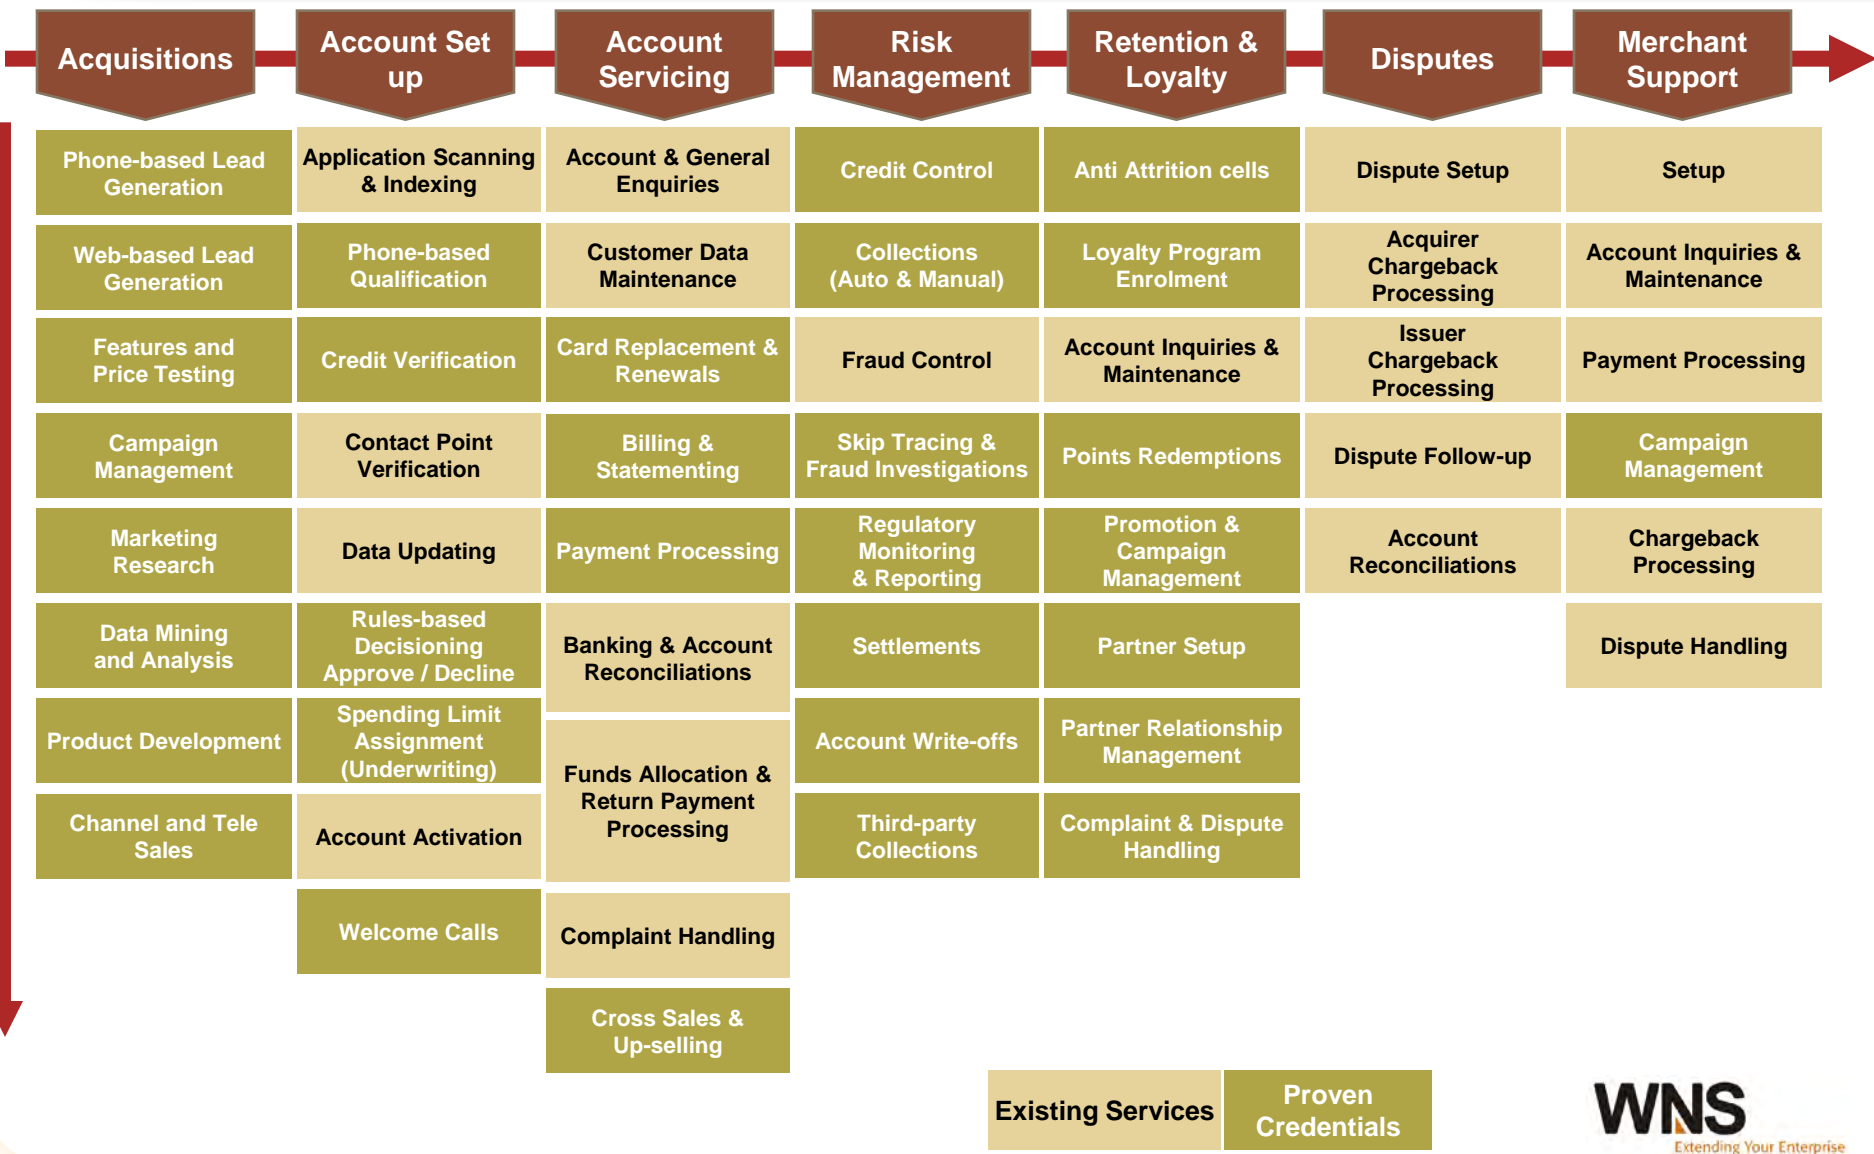 Acquisitions
Account Set
up
Account
Servicing
Risk
Management
Retention &
Loyalty
Disputes
Merchant
Support
Phone-based Lead
Generation
Web-based Lead
Generation
Features and
Price Testing
Campaign
Management
Marketing
Research
Data Mining
and Analysis
Product Development
Channel and Tele
Sales
Application Scanning
& Indexing
Phone-based
Qualification
Credit Verification
Contact Point
Verification
Data Updating
Rules-based
Decisioning
Approve / Decline
Spending Limit
Assignment
(Underwriting)
Account Activation
Welcome Calls
Account & General
Enquiries
Customer Data
Maintenance
Card Replacement &
Renewals
Billing &
Statementing
Payment Processing
Banking & Account
Reconciliations
Funds Allocation &
Return Payment
Processing
Complaint Handling
Cross Sales &
Up-selling
Credit Control
Collections
(Auto & Manual)
Fraud Control
Skip Tracing &
Fraud Investigations
Regulatory
Monitoring
& Reporting
Settlements
Account Write-offs
Third-party
Collections
Anti Attrition cells
Loyalty Program
Enrolment
Account Inquiries &
Maintenance
Points Redemptions
Promotion &
Campaign
Management
Partner Setup
Partner Relationship
Management
Complaint & Dispute
Handling
Dispute Setup
Acquirer
Chargeback
Processing
Issuer
Chargeback
Processing
Dispute Follow-up
Account
Reconciliations
Setup
Account Inquiries &
Maintenance
Payment Processing
Campaign
Management
Chargeback
Processing
Dispute Handling
Existing Services
Proven
Credentials
WNS
Extending Your Enterprise